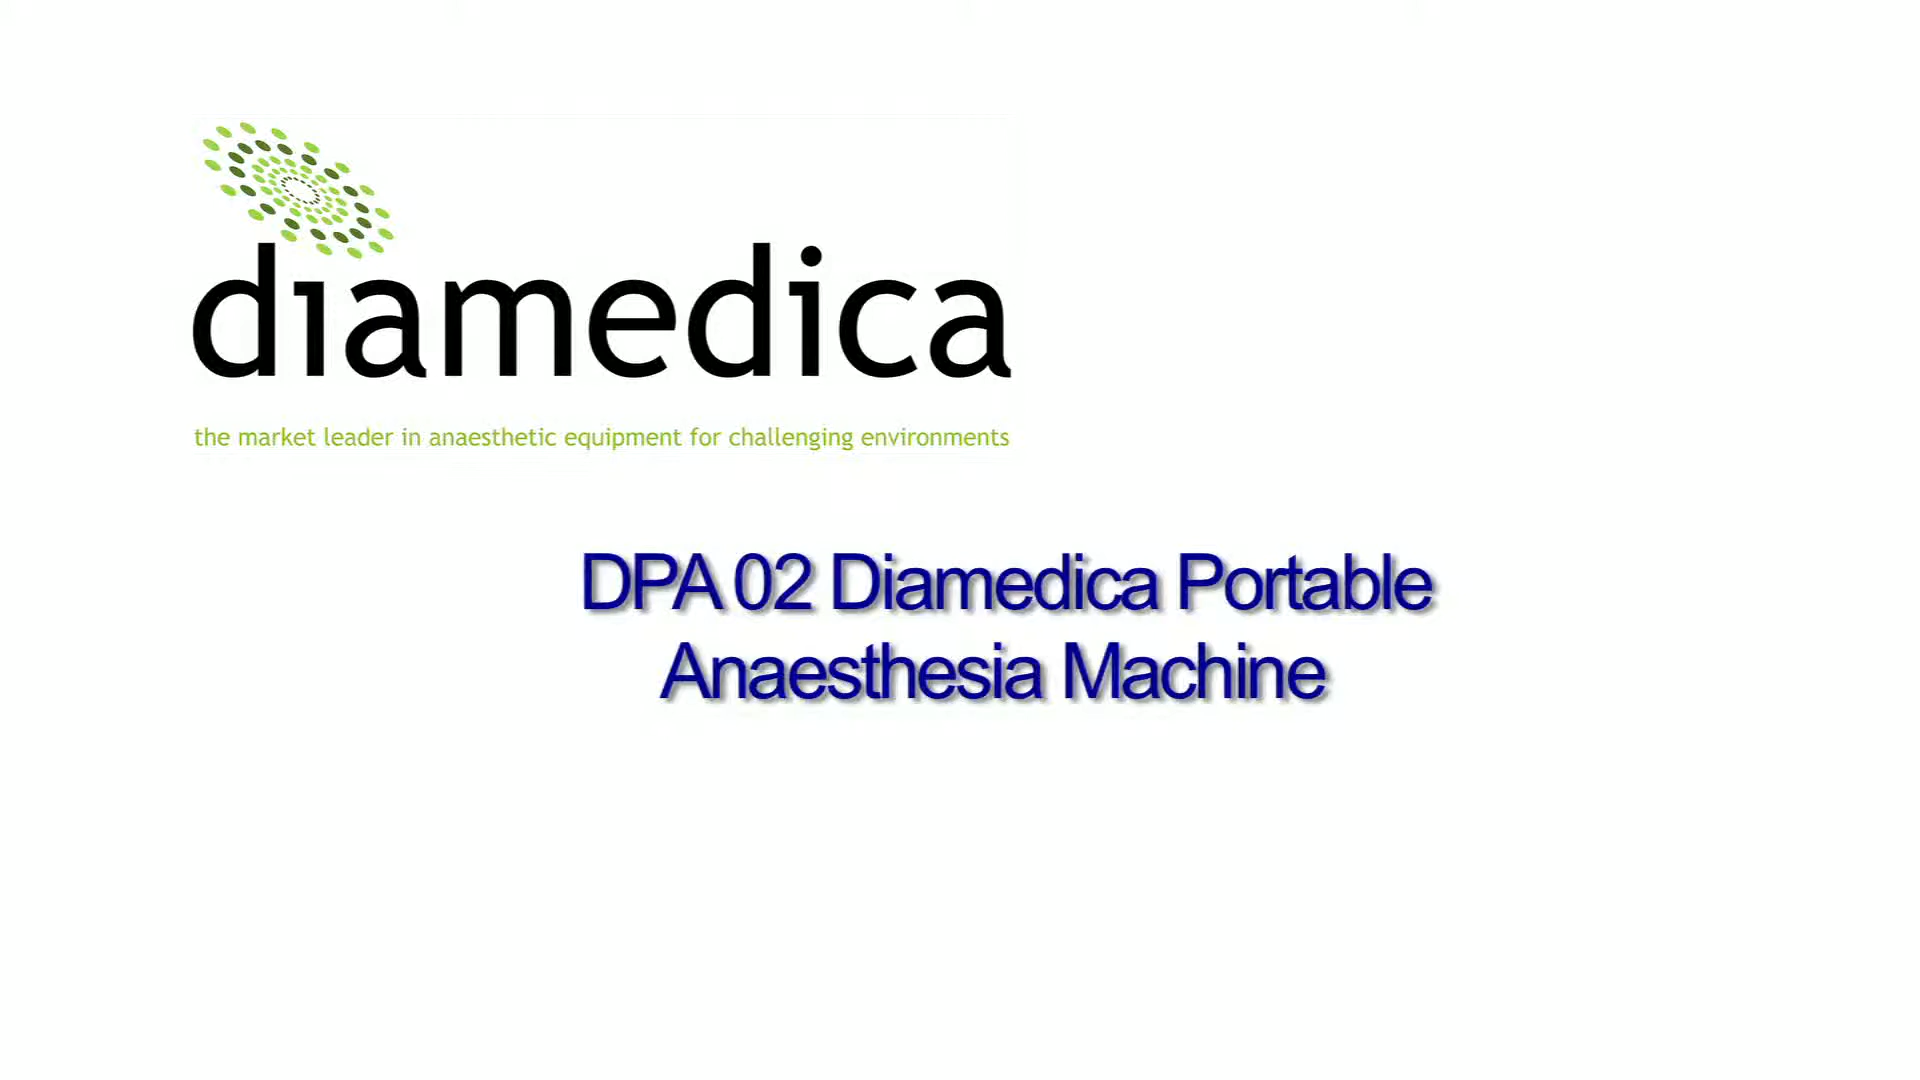 diamedica
the market leader in anaesthetic equipment for challenging environments
DPA 02 Diamedica Portable
Anaesthesia Machine